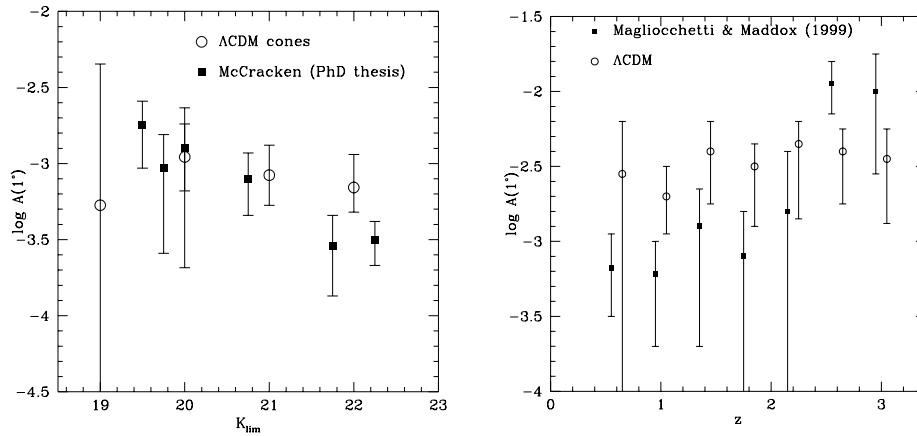 −2
−2.5
−3
−3.5
−4
−4.5
log A(1°)
ΛCDM cones
McCracken (PhD thesis)
19
20
21
22
23
K_lim
−1.5
−2
−2.5
−3
−3.5
−4
log A(1°)
Magliocchetti & Maddox (1999)
ΛCDM
0
1
2
3
z